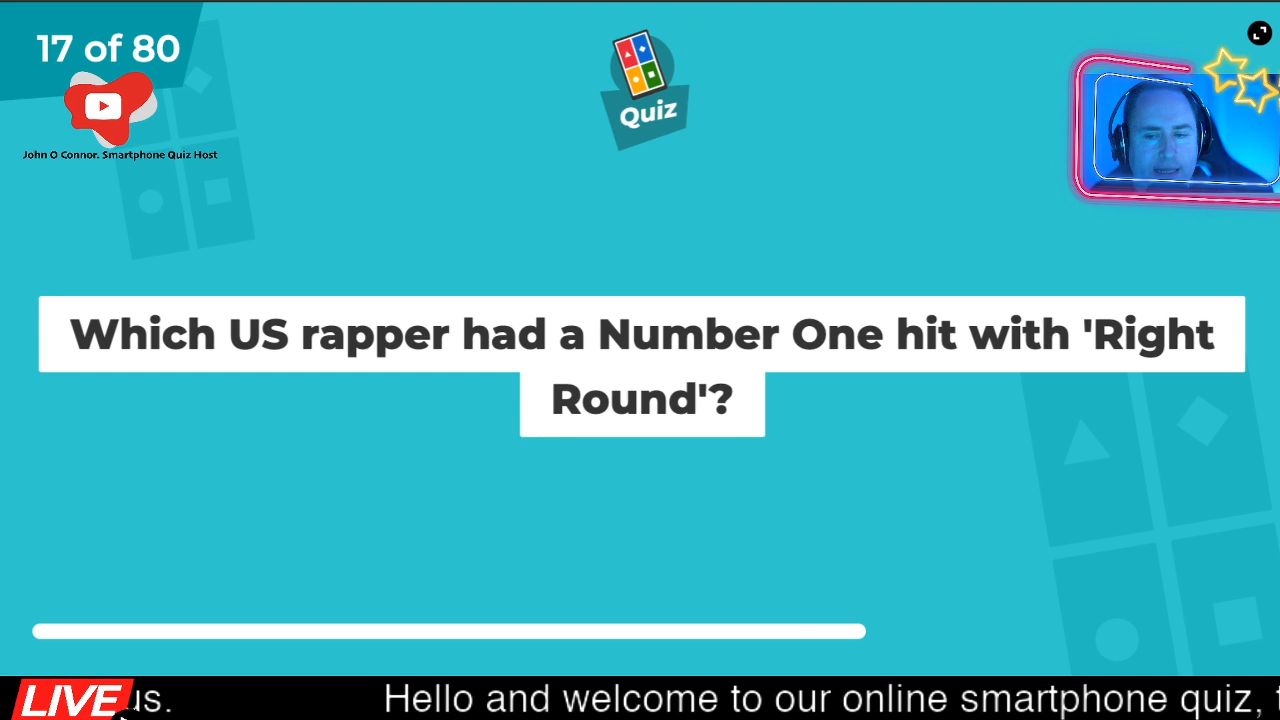 17 of 80
Quiz
John O Connor. Smartphone Quiz Host
Which US rapper had a Number One hit with 'Right
Round'?
LIVE us. Hello and welcome to our online smartphone quiz,